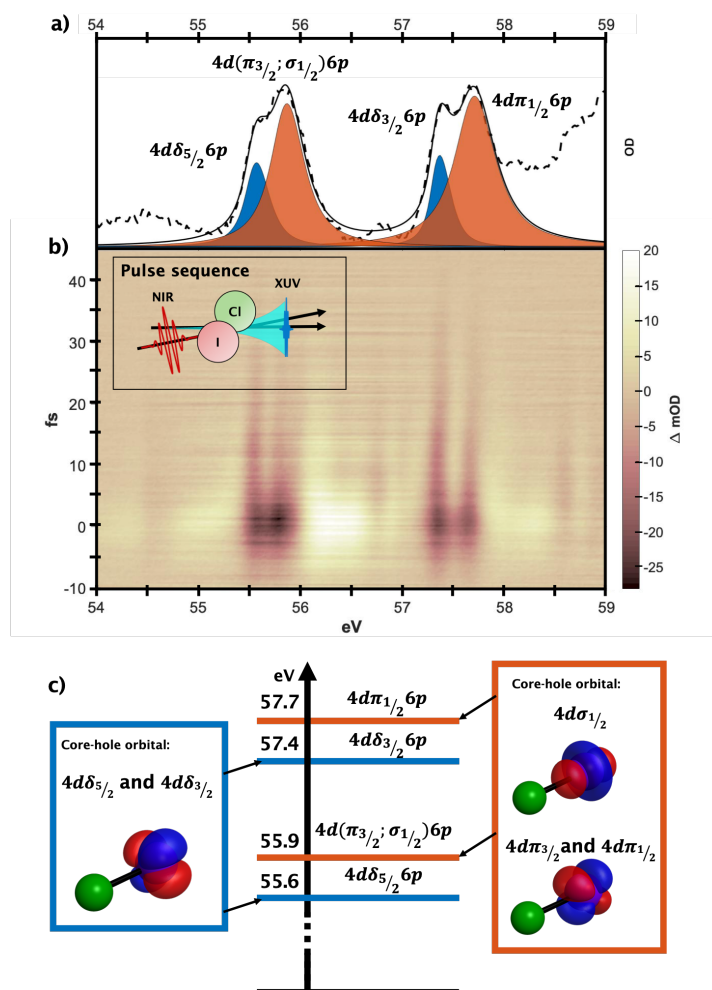 a)
54 55 56 57 58 59
4d(π3/2; σ1/2)6p
4dδ5/2 6p
4dδ3/2 6p
4dπ1/2 6p
OD
b)
Pulse sequence
NIR
XUV
Cl
I
40
30
20
10
0
-10
fs
54 55 56 57 58 59
eV
20
15
10
5
0
-5
-10
-15
-20
-25
Δ mOD
c)
eV
57.7 4dπ1/2 6p
57.4 4dδ3/2 6p
55.9 4d(π3/2; σ1/2)6p
55.6 4dδ5/2 6p
Core-hole orbital:
4dδ5/2 and 4dδ3/2
Core-hole orbital:
4dσ1/2
4dπ3/2 and 4dπ1/2